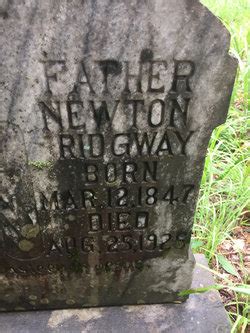 FATHER
NEWTON
RIDGWAY
BORN
MAR. 12, 1847
DIED
AUG 25, 1925